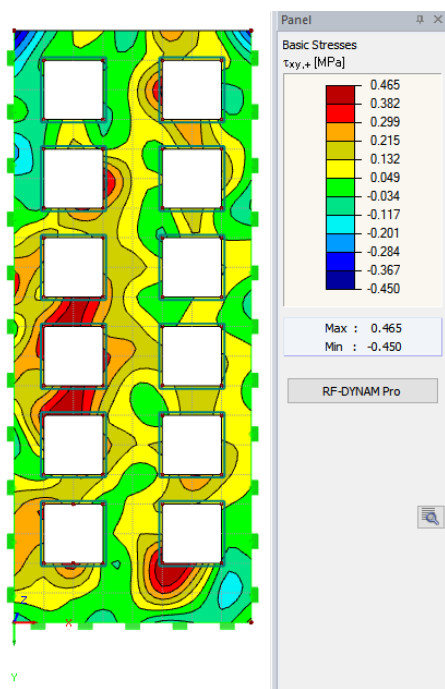 Panel
Basic Stresses
τxy,+ [MPa]
0.465
0.382
0.299
0.215
0.132
0.049
-0.034
-0.117
-0.201
-0.284
-0.367
-0.450
Max : 0.465
Min : -0.450
RF-DYNAM Pro
Z
X
Y